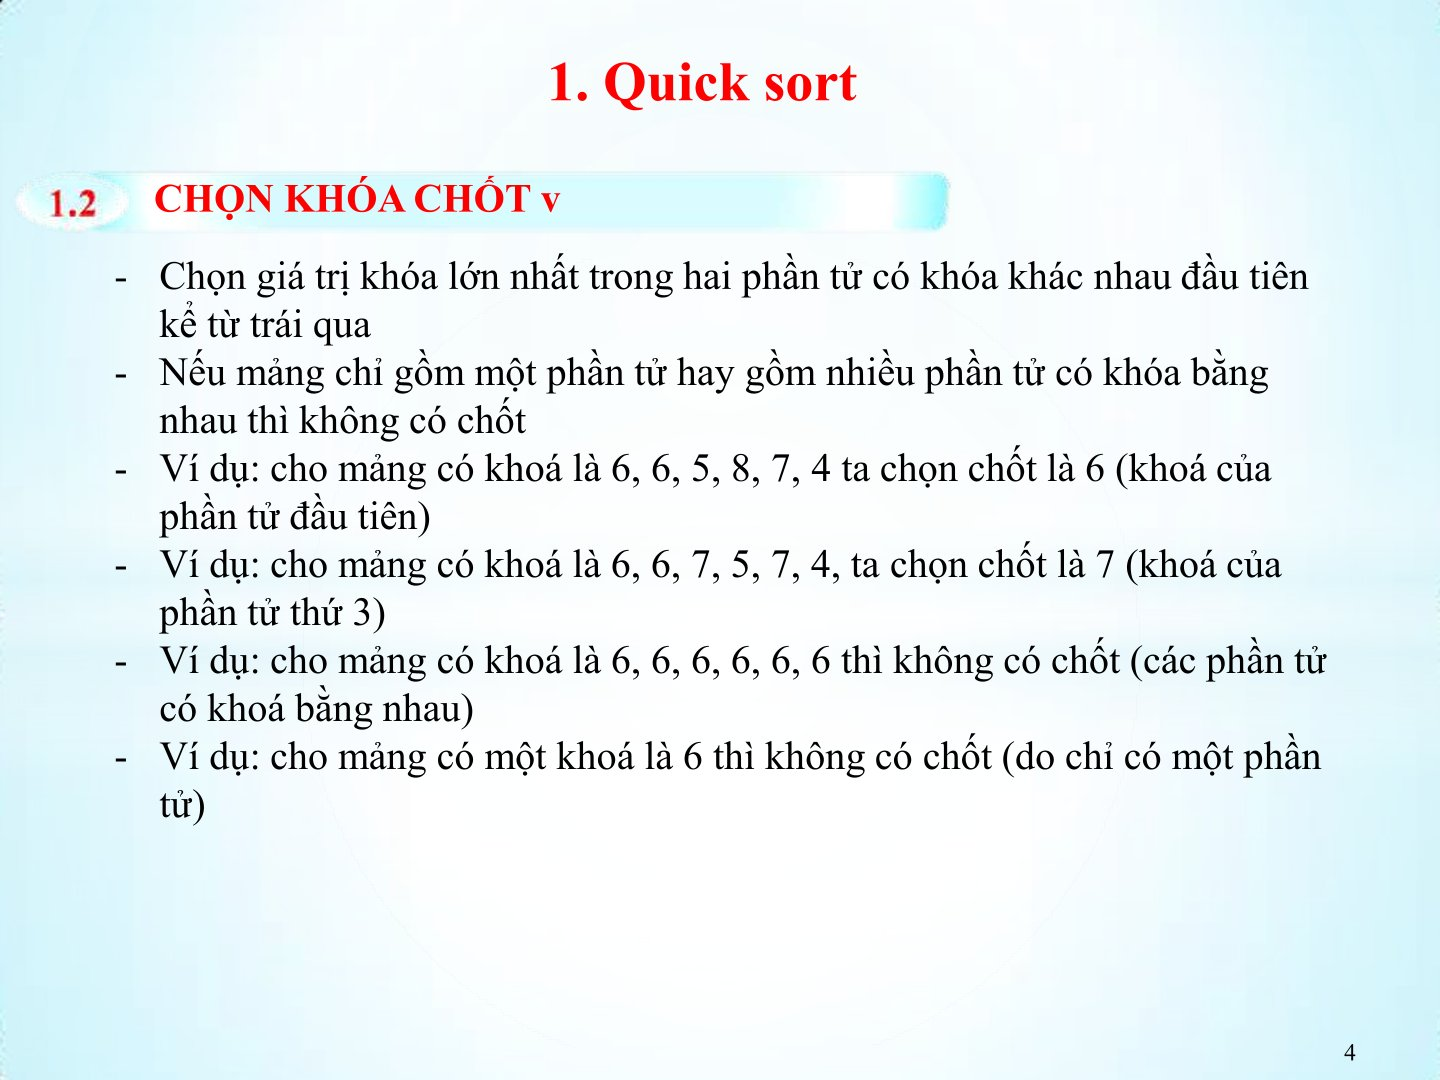 1. Quick sort
1.2 CHỌN KHÓA CHỐT v
- Chọn giá trị khóa lớn nhất trong hai phần tử có khóa khác nhau đầu tiên
kể từ trái qua
- Nếu mảng chỉ gồm một phần tử hay gồm nhiều phần tử có khóa bằng
nhau thì không có chốt
- Ví dụ: cho mảng có khoá là 6, 6, 5, 8, 7, 4 ta chọn chốt là 6 (khoá của
phần tử đầu tiên)
- Ví dụ: cho mảng có khoá là 6, 6, 7, 5, 7, 4, ta chọn chốt là 7 (khoá của
phần tử thứ 3)
- Ví dụ: cho mảng có khoá là 6, 6, 6, 6, 6, 6 thì không có chốt (các phần tử
có khoá bằng nhau)
- Ví dụ: cho mảng có một khoá là 6 thì không có chốt (do chỉ có một phần
tử)
4